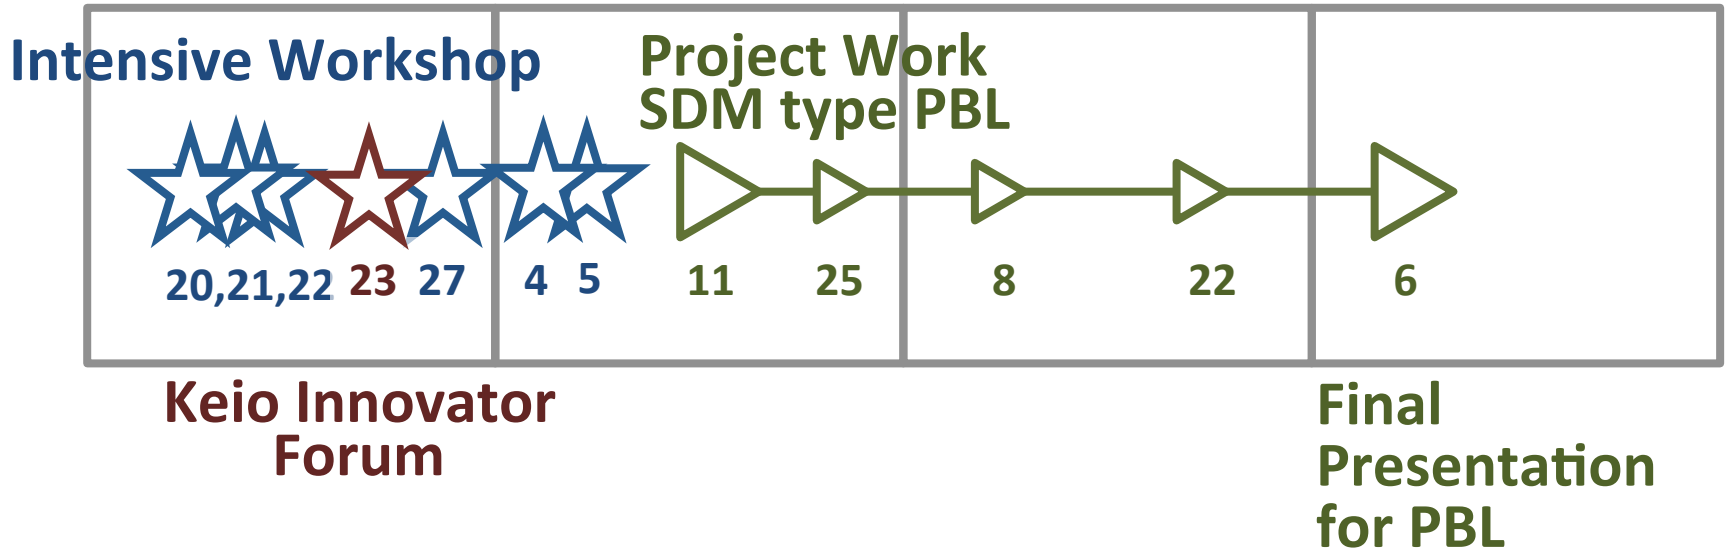 Intensive Workshop
Project Work
SDM type PBL
20,21,22 23 27 4 5 11 25 8 22 6
Keio Innovator
Forum
Final
Presentation
for PBL